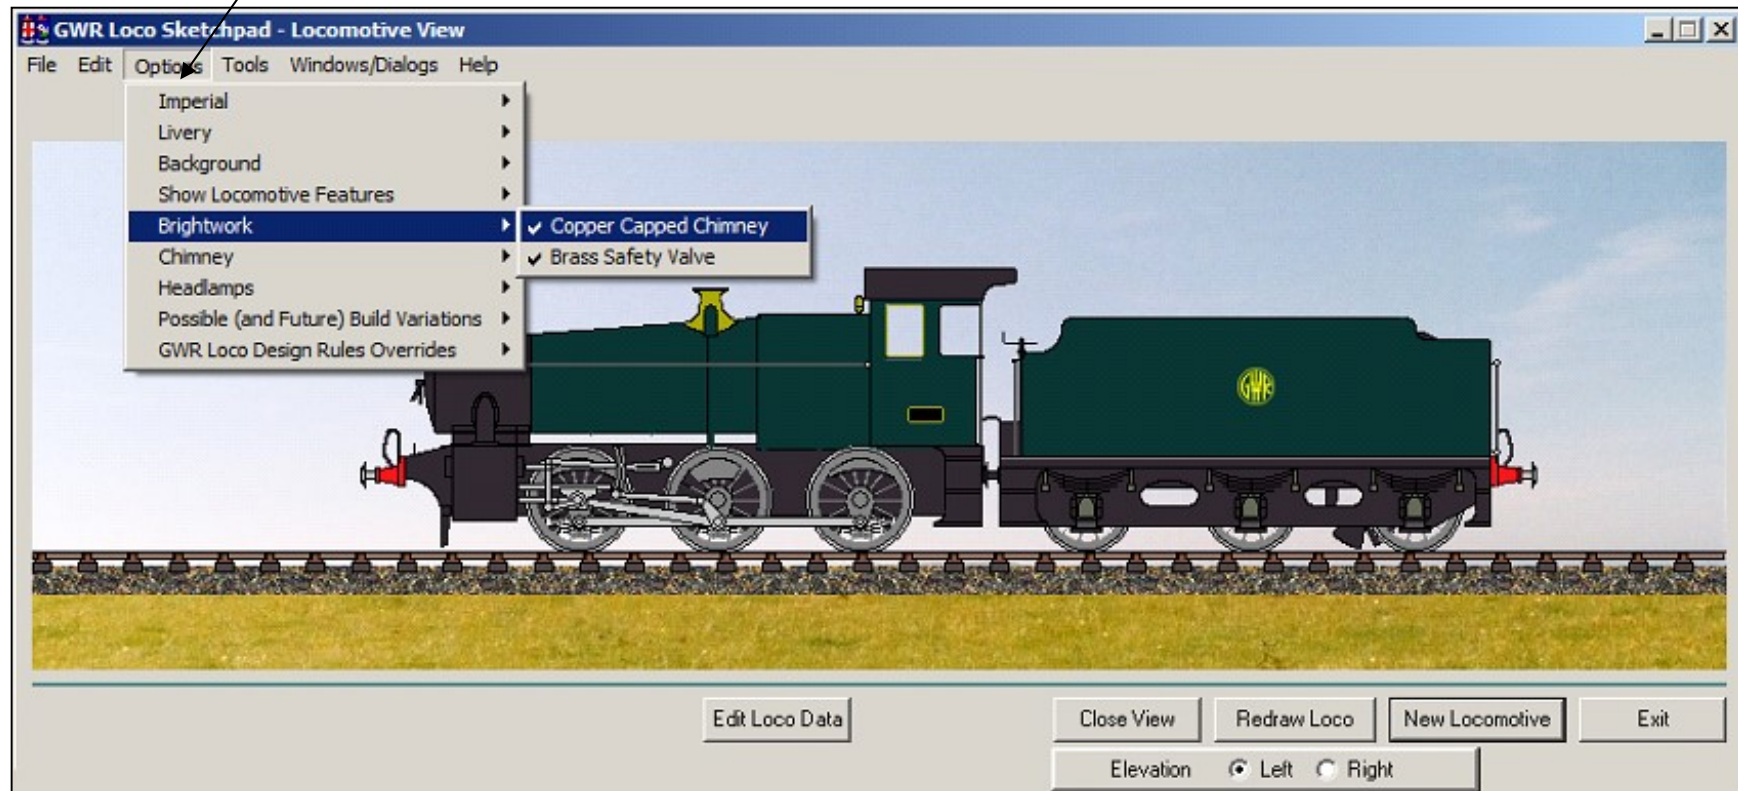 GWR Loco Sketchpad - Locomotive View
File Edit Options Tools Windows/Dialogs Help
Imperial
Livery
Background
Show Locomotive Features
Brightwork
Copper Capped Chimney
Chimney
Brass Safety Valve
Headlamps
Possible (and Future) Build Variations
GWR Loco Design Rules Overrides
GWR
Edit Loco Data Close View Redraw Loco New Locomotive Exit
Elevation Left Right